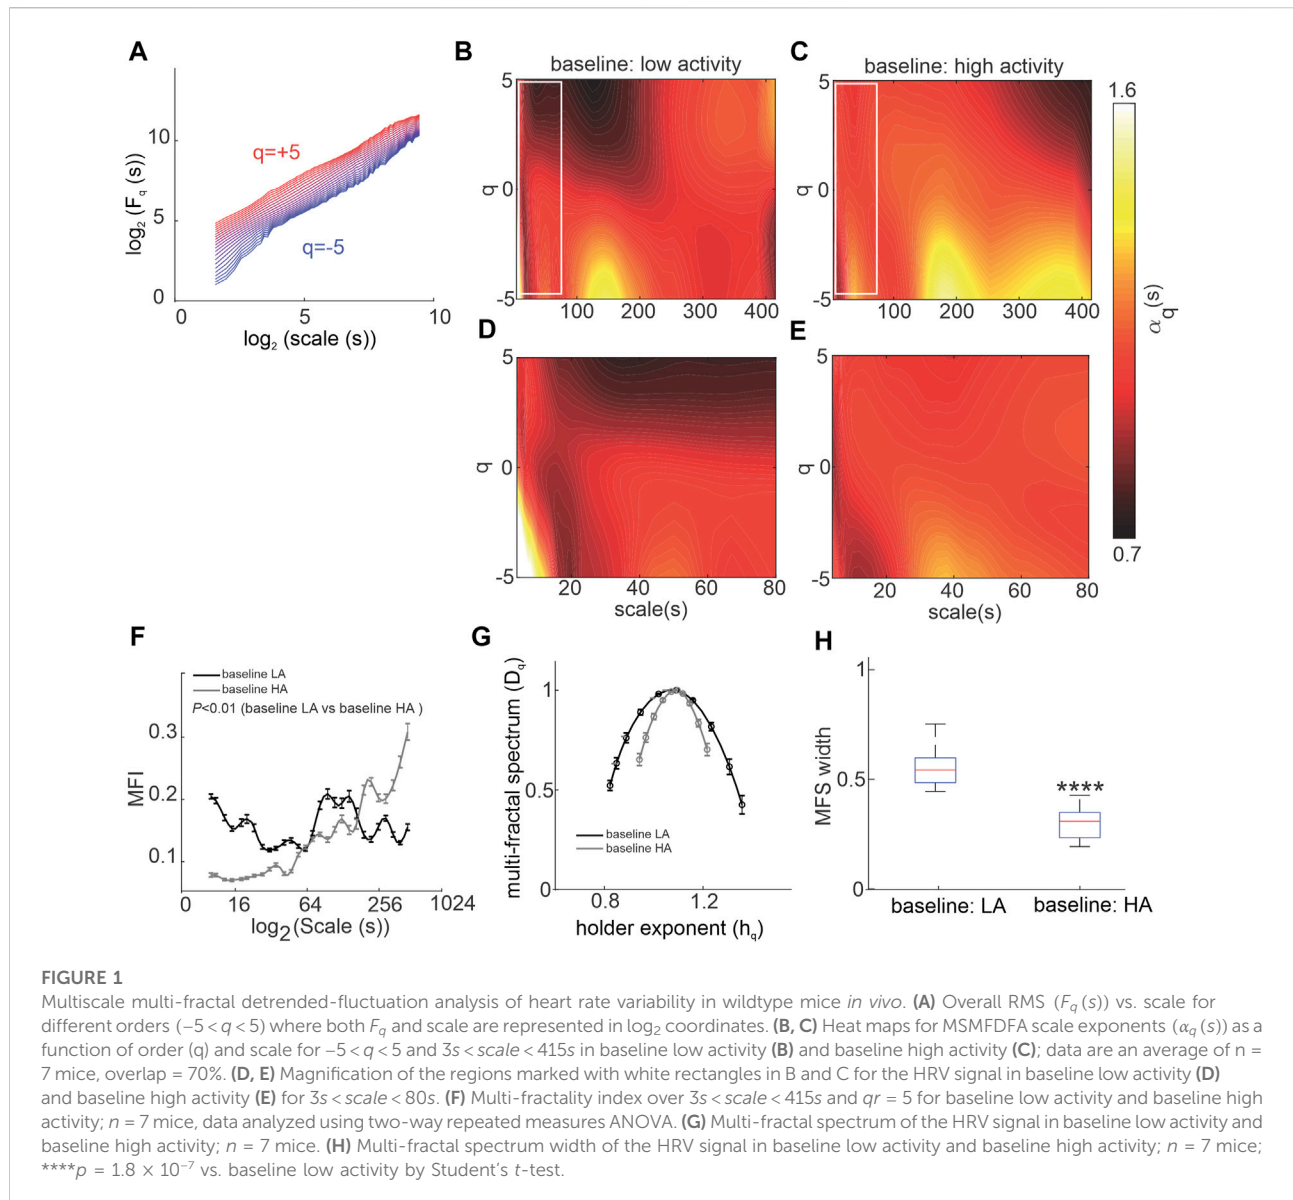 A
log₂ (F q (s))
10
5
0
q=+5
q=-5
0
5
10
log₂ (scale (s))
B
baseline: low activity
q
5
0
-5
100
200
300
400
C
baseline: high activity
5
0
-5
100
200
300
400
1.6
α q (s)
0.7
D
q
5
0
-5
20
40
60
80
scale(s)
E
5
0
-5
20
40
60
80
scale(s)
F
baseline LA
baseline HA
P<0.01 (baseline LA vs baseline HA )
MFI
0.3
0.2
0.1
0
16
64
256
1024
log₂(Scale (s))
G
multi-fractal spectrum (Dq)
1
0.5
0
baseline LA
baseline HA
0.8
1.2
holder exponent (hq)
H
MFS width
1
0.5
0
****
baseline: LA
baseline: HA
FIGURE 1
Multiscale multi-fractal detrended-fluctuation analysis of heart rate variability in wildtype mice in vivo. (A) Overall RMS (Fq (s)) vs. scale for
different orders (−5 < q < 5) where both Fq and scale are represented in log₂ coordinates. (B, C) Heat maps for MSMFDFA scale exponents (αq (s)) as a
function of order (q) and scale for −5 < q < 5 and 3s < scale < 415s in baseline low activity (B) and baseline high activity (C); data are an average of n =
7 mice, overlap = 70%. (D, E) Magnification of the regions marked with white rectangles in B and C for the HRV signal in baseline low activity (D)
and baseline high activity (E) for 3s < scale < 80s. (F) Multi-fractality index over 3s < scale < 415s and qr = 5 for baseline low activity and baseline high
activity; n = 7 mice, data analyzed using two-way repeated measures ANOVA. (G) Multi-fractal spectrum of the HRV signal in baseline low activity and
baseline high activity; n = 7 mice. (H) Multi-fractal spectrum width of the HRV signal in baseline low activity and baseline high activity; n = 7 mice;
****p = 1.8 × 10⁻⁷ vs. baseline low activity by Student's t-test.